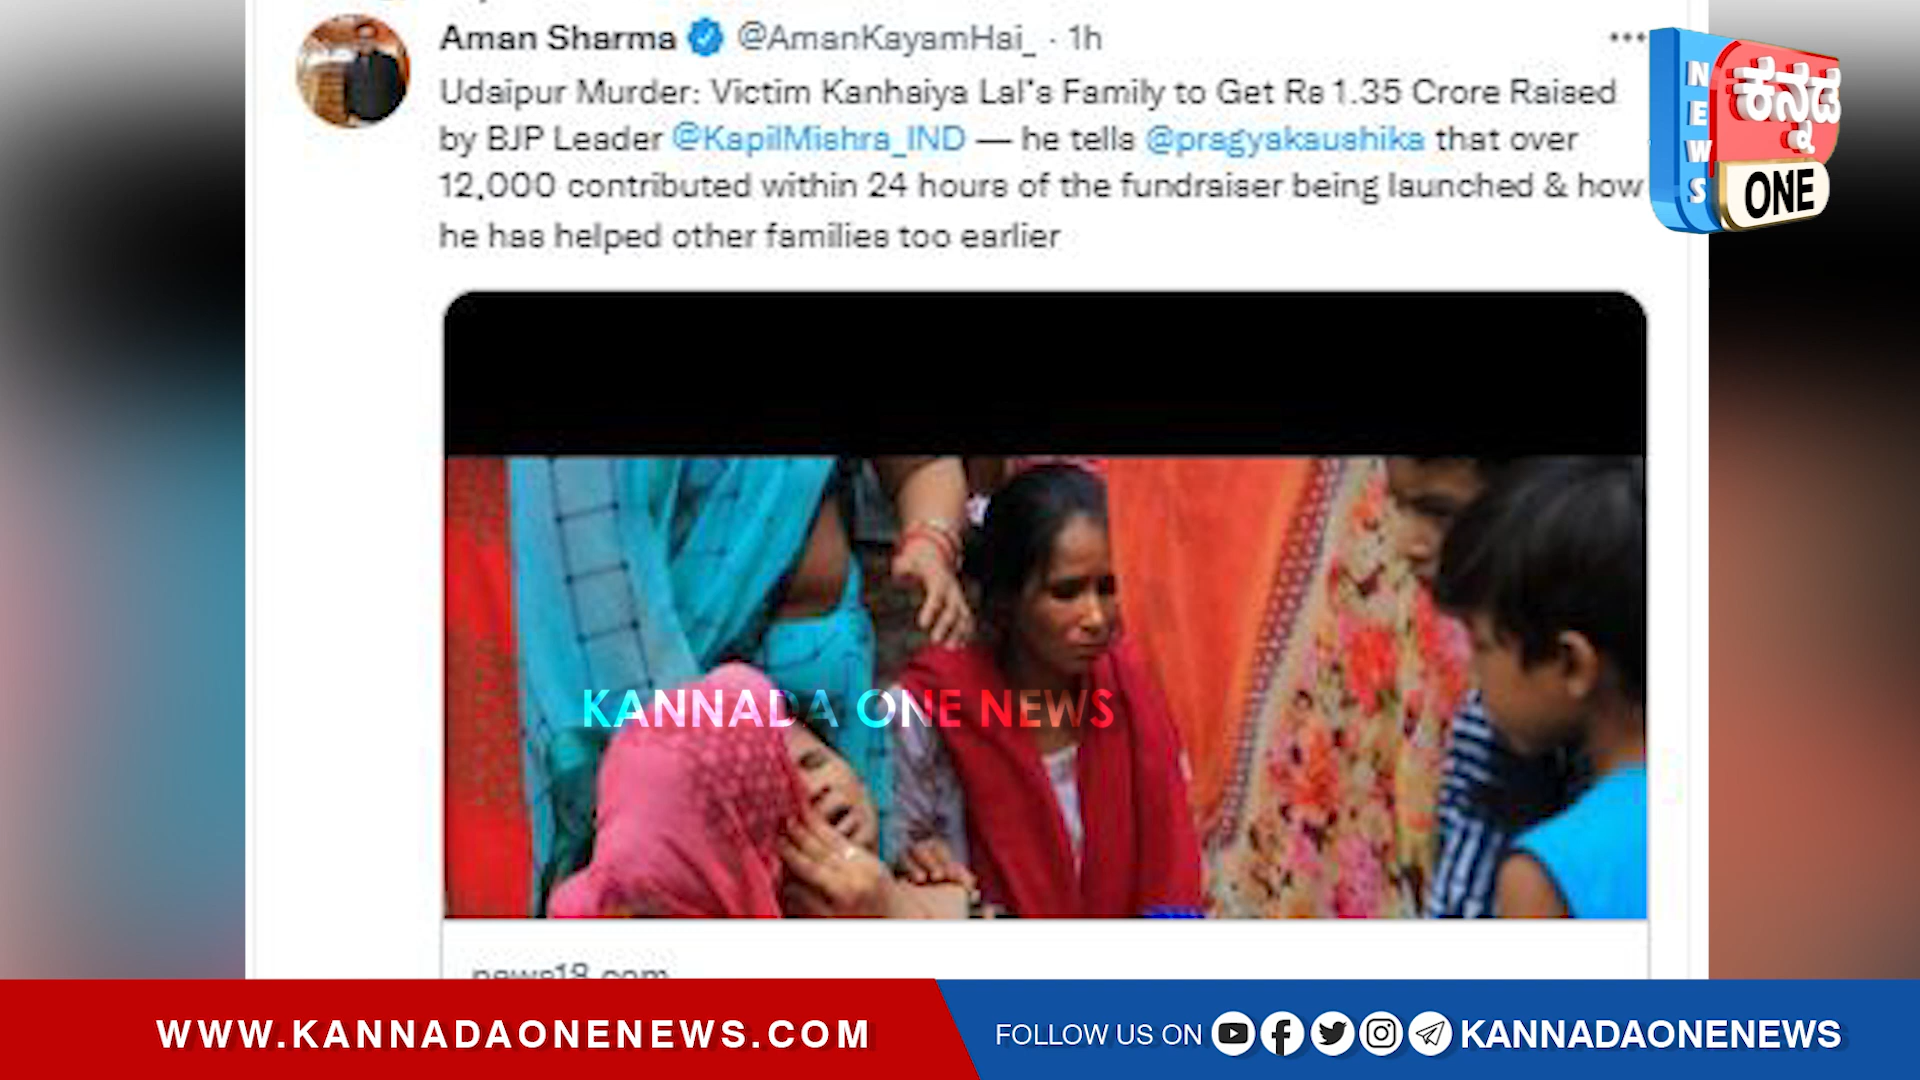 Aman Sharma @AmanKayamHai_ · 1h
Udaipur Murder: Victim Kanhaiya Lal's Family to Get Rs 1.35 Crore Raised
by BJP Leader @KapilMishra_IND — he tells @pragyakaushika that over
12,000 contributed within 24 hours of the fundraiser being launched & how
he has helped other families too earlier
NEWS
ಕನ್ನಡ
ONE
KANNADA ONE NEWS
news18.com
WWW.KANNADAONENEWS.COM
FOLLOW US ON KANNADAONENEWS